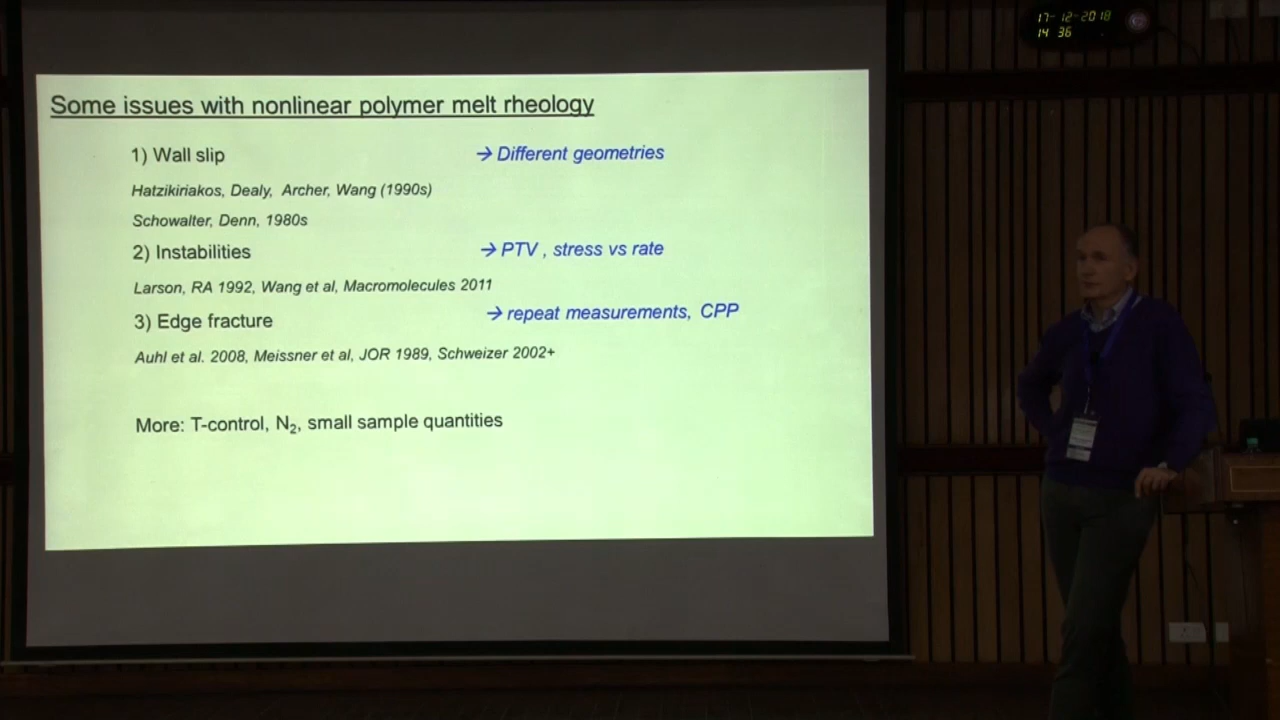 17-12-2018
14 36
Some issues with nonlinear polymer melt rheology
1) Wall slip → Different geometries
Hatzikiriakos, Dealy, Archer, Wang (1990s)
Schowalter, Denn, 1980s
2) Instabilities → PTV , stress vs rate
Larson, RA 1992, Wang et al, Macromolecules 2011
3) Edge fracture → repeat measurements, CPP
Auhl et al. 2008, Meissner et al, JOR 1989, Schweizer 2002+
More: T-control, N₂, small sample quantities